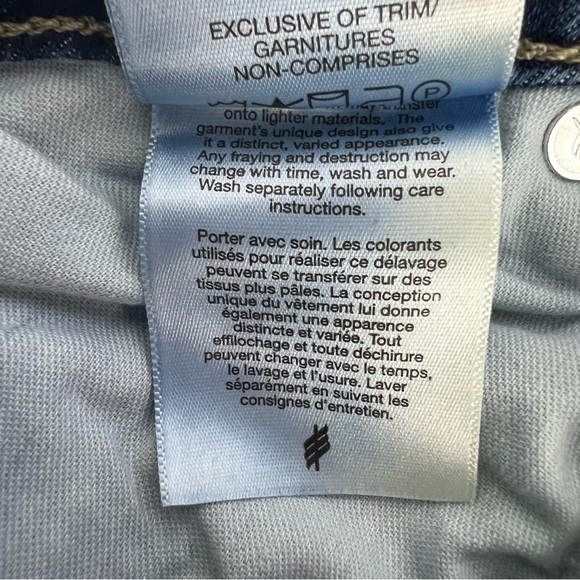 EXCLUSIVE OF TRIM/
GARNITURES
NON-COMPRISES
P
onto lighter materials. The
garment's unique design also give
it a distinct, varied appearance.
Any fraying and destruction may
change with time, wash and wear.
Wash separately following care
instructions.
Porter avec soin. Les colorants
utilisés pour réaliser ce délavage
peuvent se transférer sur des
tissus plus pâles. La conception
unique du vêtement lui donne
également une apparence
distincte et variée. Tout
effilochage et toute déchirure
peuvent changer avec le temps,
le lavage et l'usure. Laver
séparément en suivant les
consignes d'entretien.